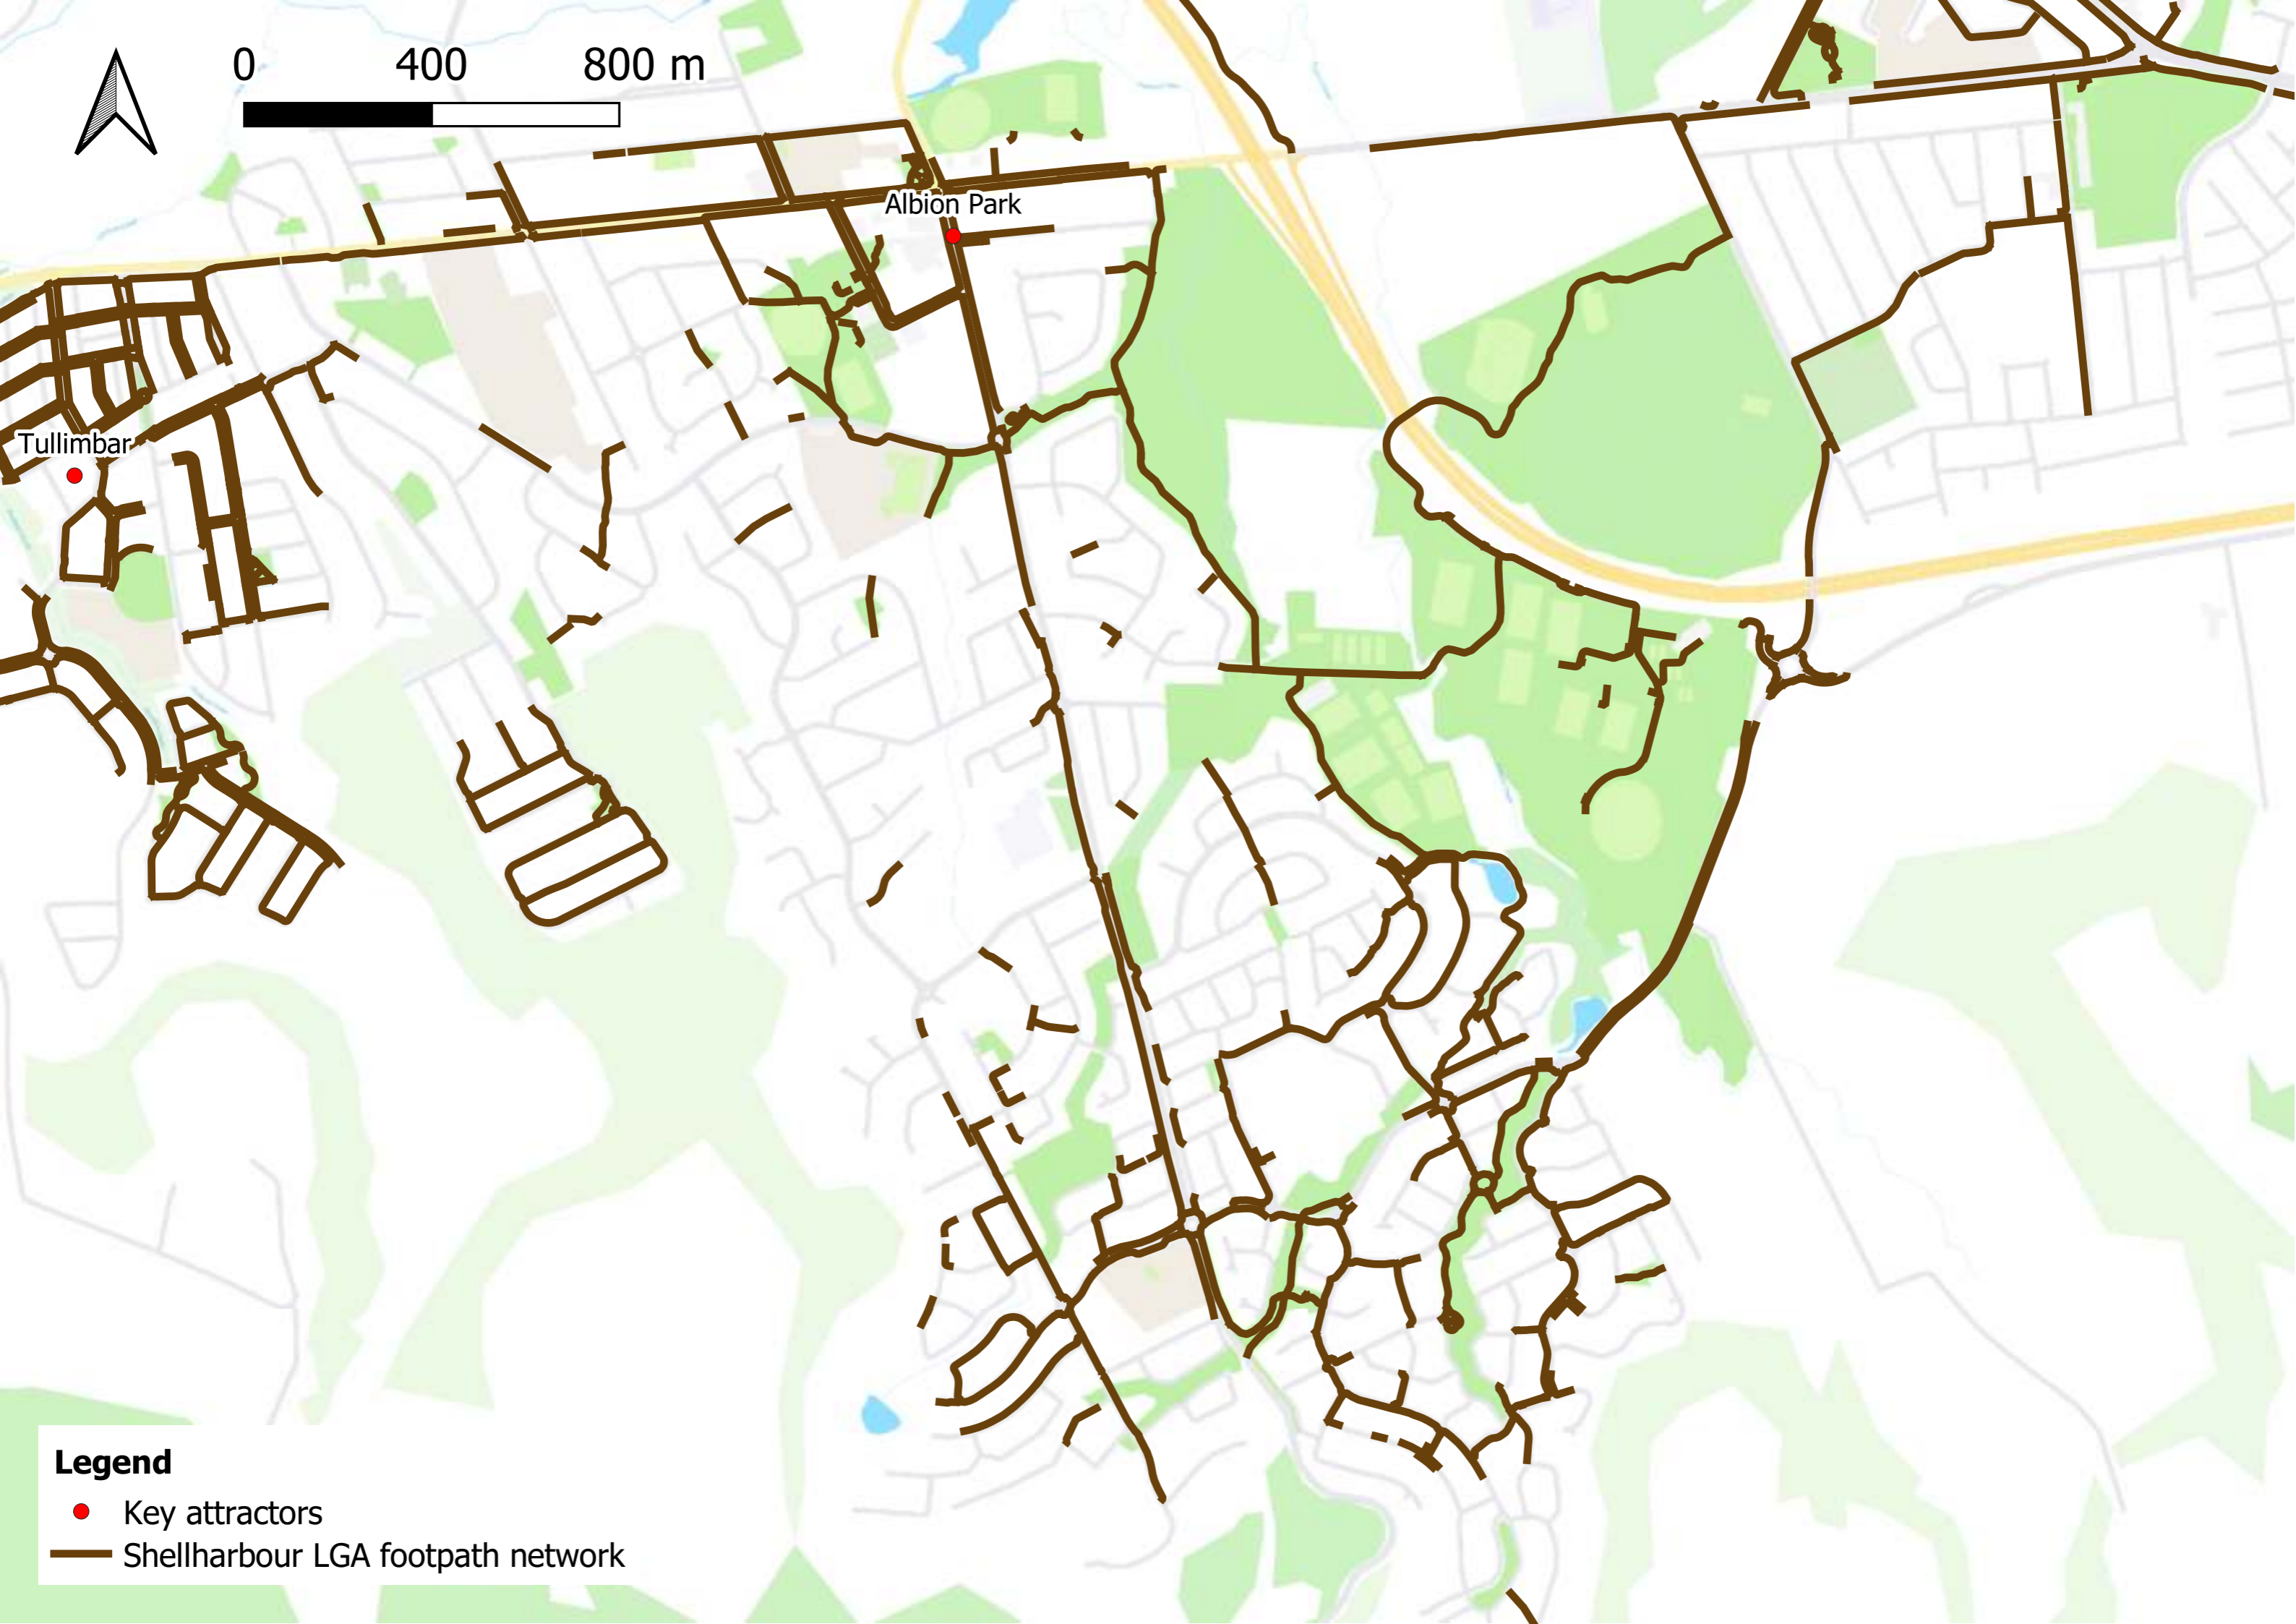 0 400 800 m
Albion Park
Tullimbar
Legend
Key attractors
Shellharbour LGA footpath network